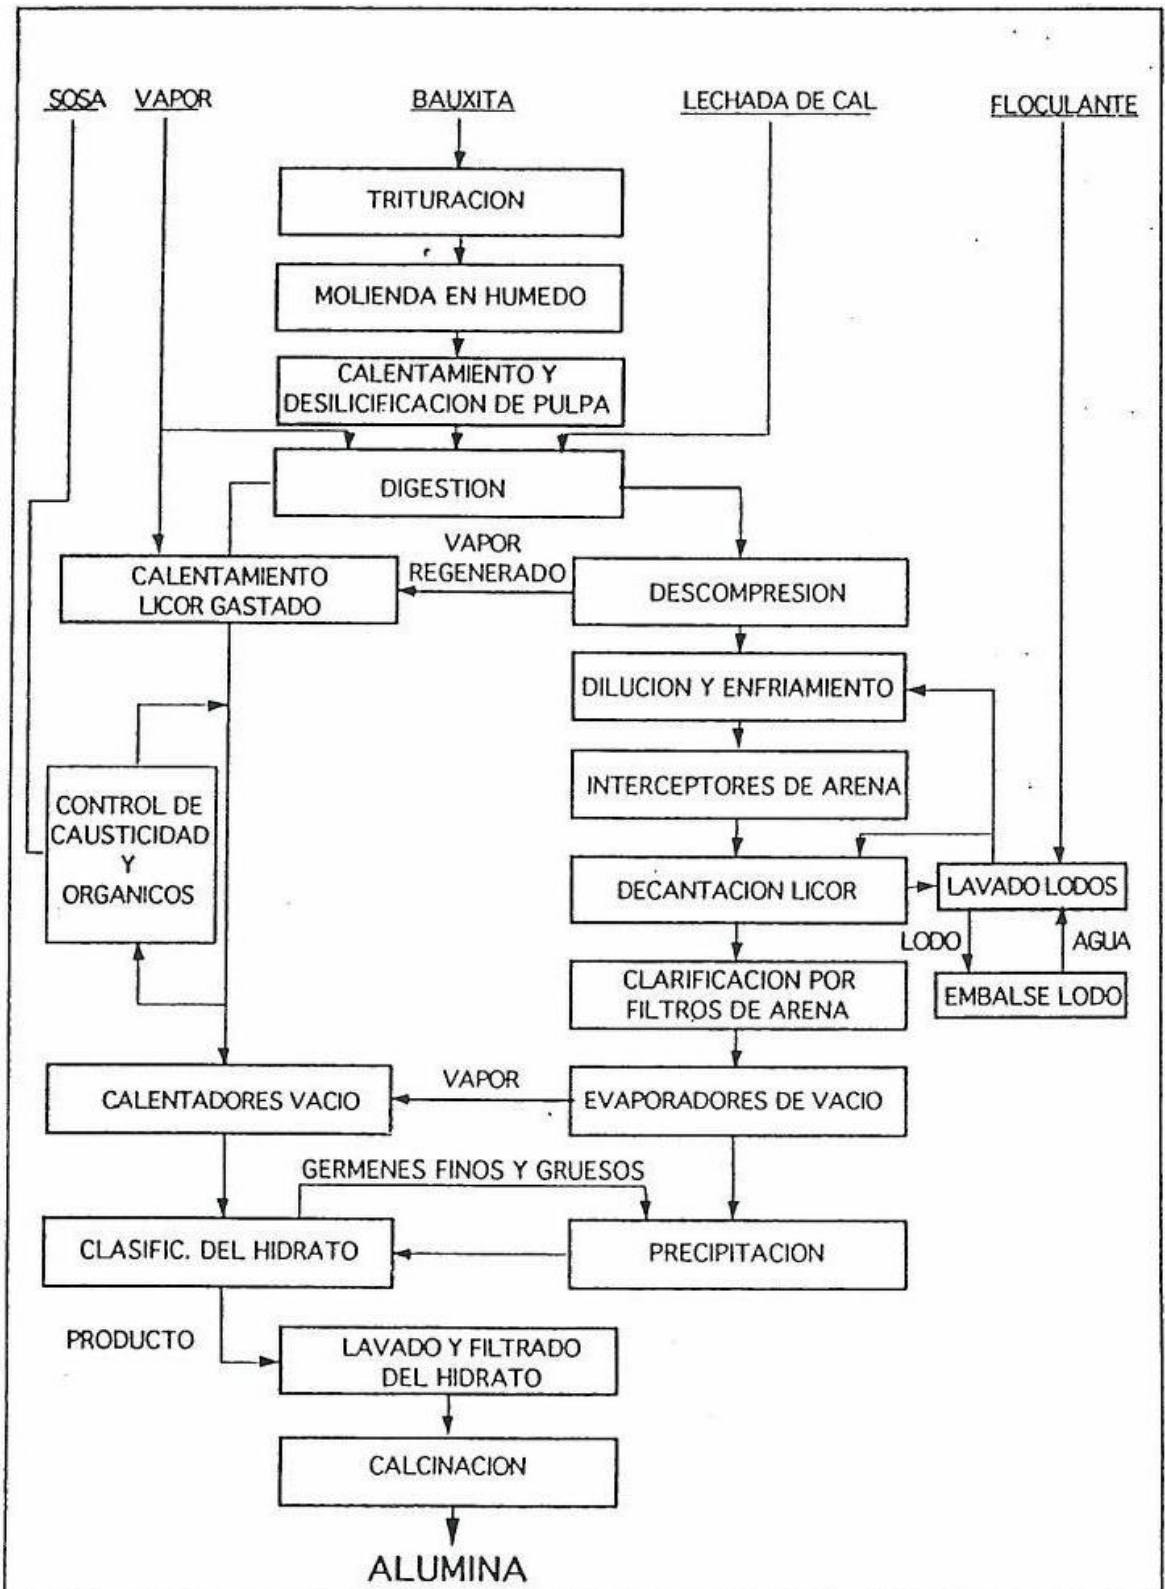 SOSA
VAPOR
BAUXITA
LECHADA DE CAL
FLOCULANTE
TRITURACION
MOLIENDA EN HUMEDO
CALENTAMIENTO Y
DESILICIFICACION DE PULPA
DIGESTION
VAPOR
REGENERADO
CALENTAMIENTO
LICOR GASTADO
DESCOMPRESION
DILUCION Y ENFRIAMIENTO
INTERCEPTORES DE ARENA
CONTROL DE
CAUSTICIDAD
Y
ORGANICOS
DECANTACION LICOR
LAVADO LODOS
LODO
AGUA
EMBALSE LODO
CLARIFICACION POR
FILTROS DE ARENA
CALENTADORES VACIO
VAPOR
EVAPORADORES DE VACIO
GERMENES FINOS Y GRUESOS
CLASIFIC. DEL HIDRATO
PRECIPITACION
PRODUCTO
LAVADO Y FILTRADO
DEL HIDRATO
CALCINACION
ALUMINA